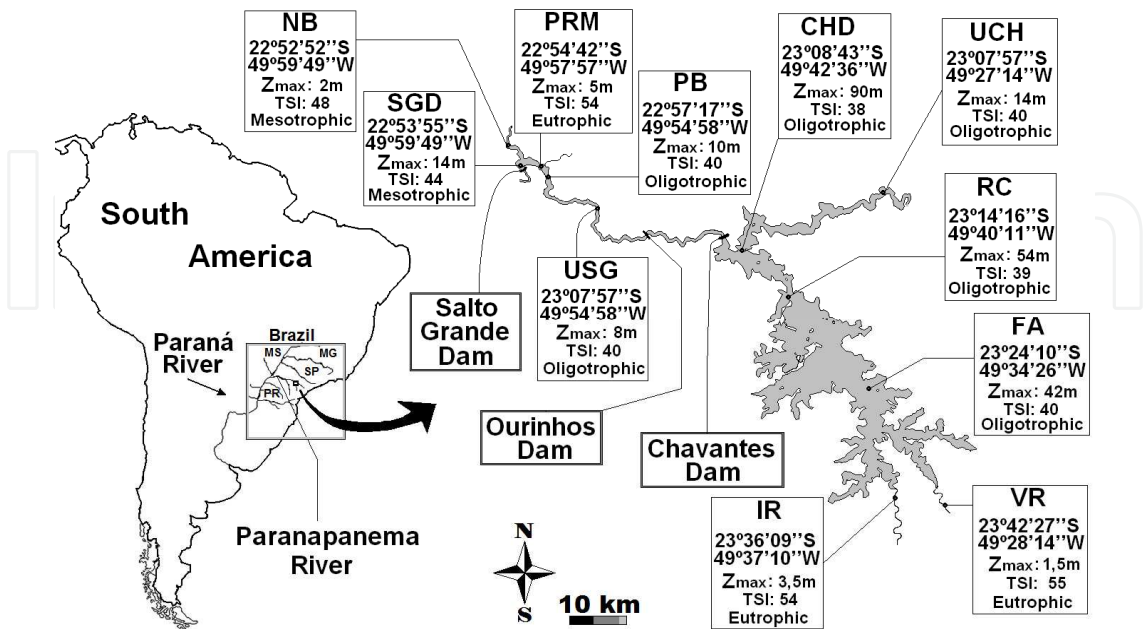 NB
22º52'52''S
49º59'49''W
Zmax: 2m
TSI: 48
Mesotrophic
PRM
22º54'42''S
49º57'57''W
Zmax: 5m
TSI: 54
Eutrophic
CHD
23º08'43''S
49º42'36''W
Zmax: 90m
TSI: 38
Oligotrophic
UCH
23º07'57''S
49º27'14''W
Zmax: 14m
TSI: 40
Oligotrophic
SGD
22º53'55''S
49º59'49''W
Zmax: 14m
TSI: 44
Mesotrophic
PB
22º57'17''S
49º54'58''W
Zmax: 10m
TSI: 40
Oligotrophic
RC
23º14'16''S
49º40'11''W
Zmax: 54m
TSI: 39
Oligotrophic
South
America
USG
23º07'57''S
49º54'58''W
Zmax: 8m
TSI: 40
Oligotrophic
Salto
Grande
Dam
FA
23º24'10''S
49º34'26''W
Zmax: 42m
TSI: 40
Oligotrophic
Paraná
River
Brazil
MS
MG
SP
PR
Ourinhos
Dam
Chavantes
Dam
IR
23º36'09''S
49º37'10''W
Zmax: 3,5m
TSI: 54
Eutrophic
VR
23º42'27''S
49º28'14''W
Zmax: 1,5m
TSI: 55
Eutrophic
Paranapanema
River
N
S
10 km